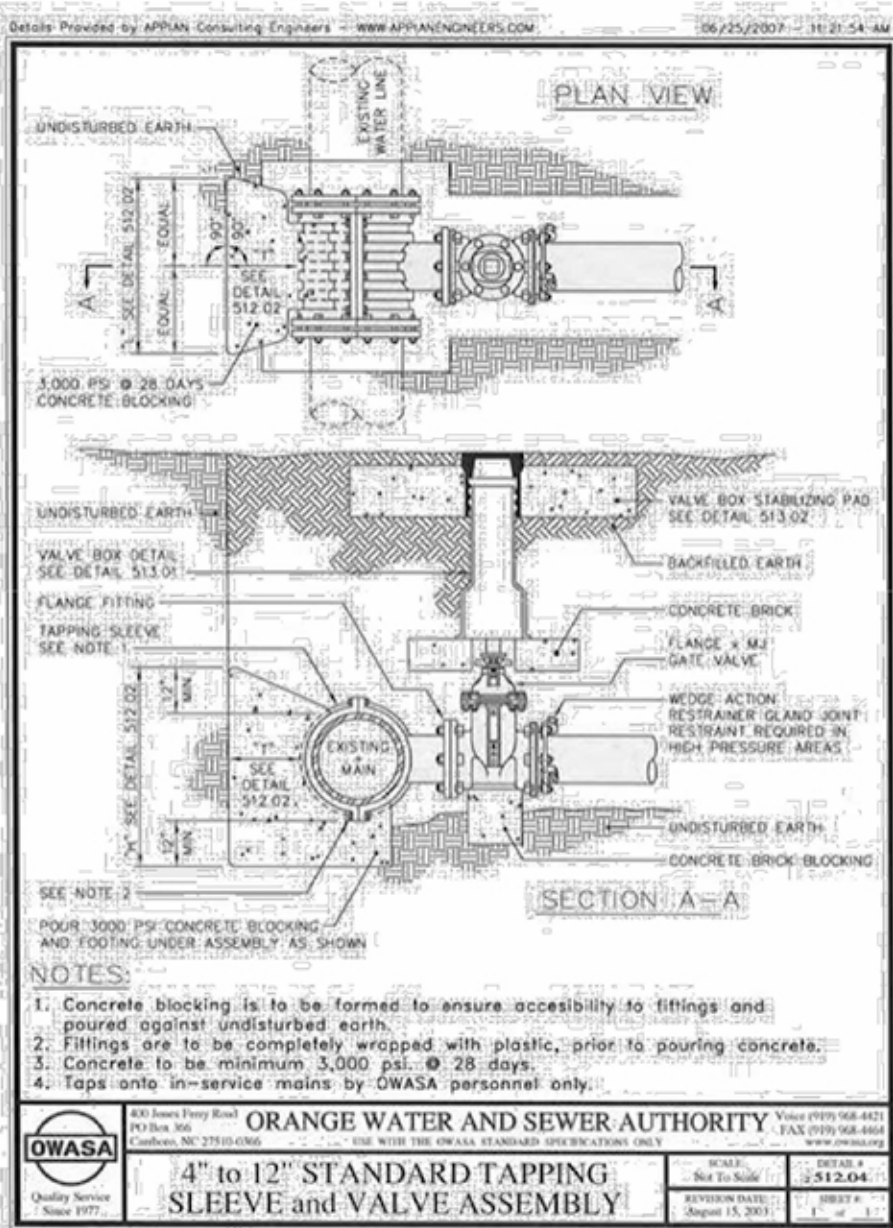 Details Provided by APPIAN Consulting Engineers - WWW.APPIANENGINEERS.COM
06/25/2007 - 11:21:54 AM
PLAN VIEW
EXISTING
WATER LINE
UNDISTURBED EARTH
"L" SEE DETAIL 512.02
EQUAL
EQUAL
90°
90°
"T"
SEE
DETAIL
512.02
A
A
3,000 PSI @ 28 DAYS
CONCRETE BLOCKING
UNDISTURBED EARTH
VALVE BOX DETAIL
SEE DETAIL 513.01
FLANGE FITTING
TAPPING SLEEVE
SEE NOTE 1
VALVE BOX STABILIZING PAD
SEE DETAIL 513.02
BACKFILLED EARTH
CONCRETE BRICK
FLANGE x MJ
GATE VALVE
WEDGE ACTION
RESTRAINER GLAND JOINT
RESTRAINT REQUIRED IN
HIGH PRESSURE AREAS
"H" SEE DETAIL 512.02
12"
MIN.
"T"
SEE
DETAIL
512.02
EXISTING
MAIN
12"
MIN.
UNDISTURBED EARTH
CONCRETE BRICK BLOCKING
SEE NOTE 2
POUR 3000 PSI CONCRETE BLOCKING
AND FOOTING UNDER ASSEMBLY AS SHOWN
SECTION A-A
NOTES:
1. Concrete blocking is to be formed to ensure accesibility to fittings and
poured against undisturbed earth.
2. Fittings are to be completely wrapped with plastic, prior to pouring concrete.
3. Concrete to be minimum 3,000 psi. @ 28 days.
4. Taps onto in-service mains by OWASA personnel only.
OWASA
Quality Service
Since 1977
400 Jones Ferry Road
PO Box 366
Carrboro, NC 27510-0366
ORANGE WATER AND SEWER AUTHORITY
USE WITH THE OWASA STANDARD SPECIFICATIONS ONLY
Voice (919) 968-4421
FAX (919) 968-4464
www.owasa.org
4" to 12" STANDARD TAPPING
SLEEVE and VALVE ASSEMBLY
SCALE:
Not To Scale
DETAIL #
512.04
REVISION DATE:
August 15, 2003
SHEET #:
1 of 1